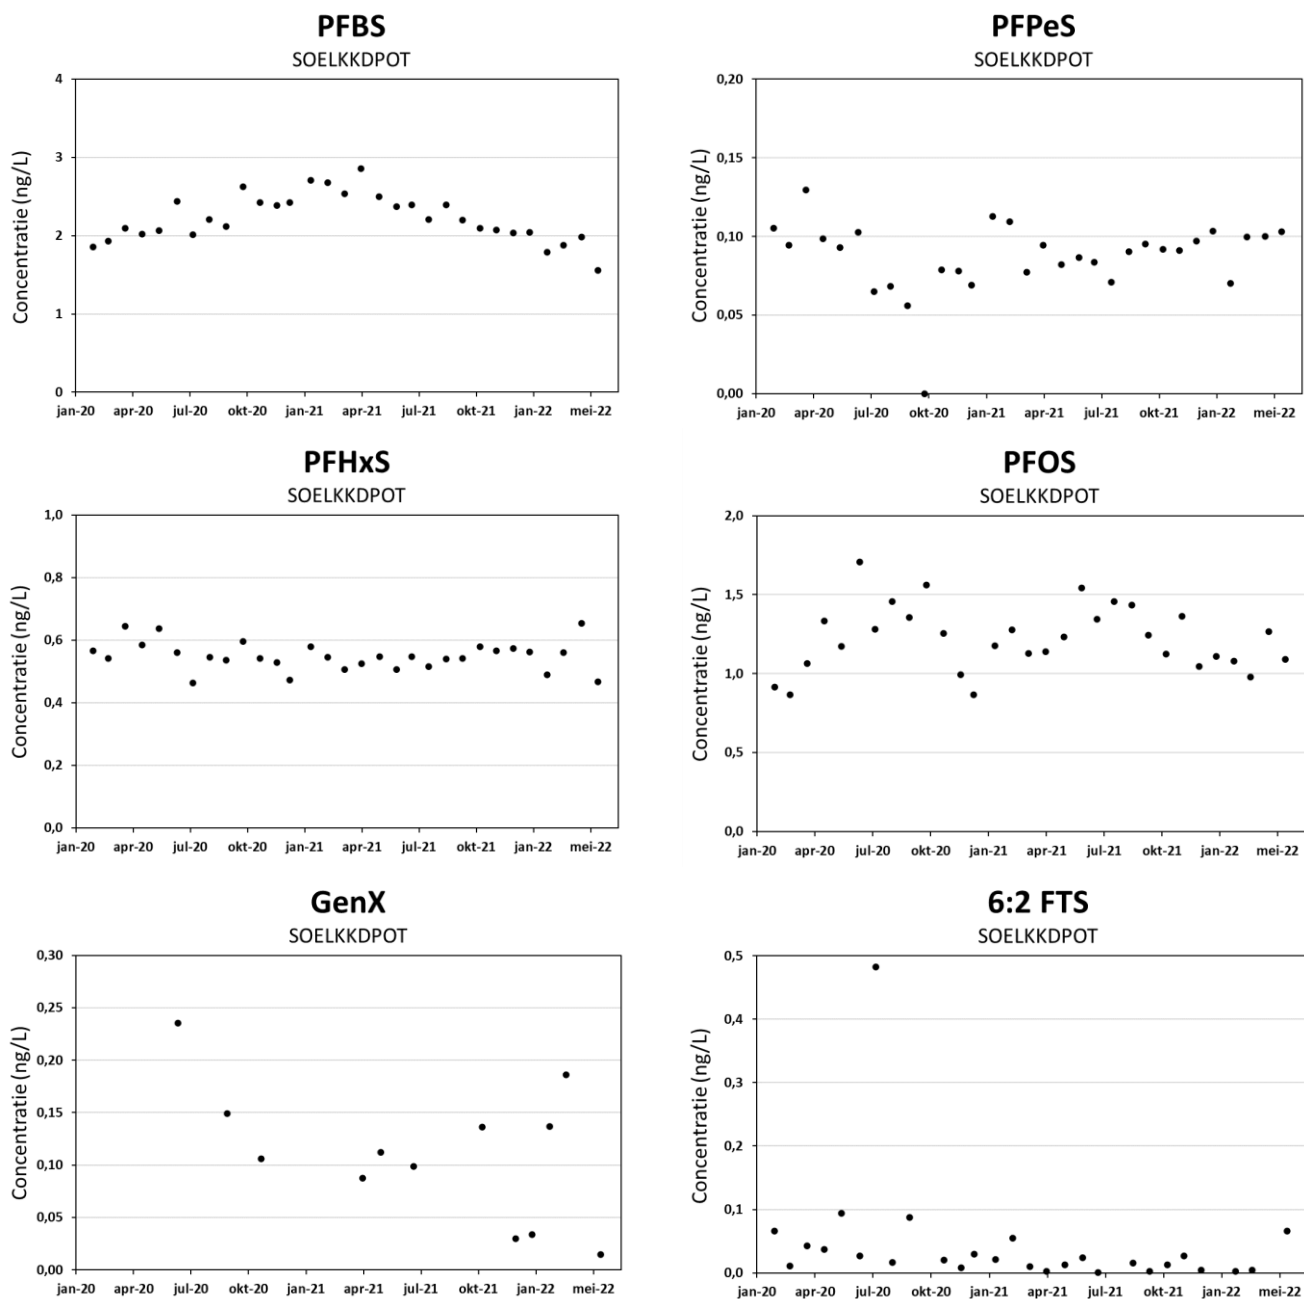 PFBS
SOELKKDPOT
Concentratie (ng/L)
4
3
2
1
0
jan-20 apr-20 jul-20 okt-20 jan-21 apr-21 jul-21 okt-21 jan-22 mei-22
PFPeS
SOELKKDPOT
Concentratie (ng/L)
0,20
0,15
0,10
0,05
0,00
jan-20 apr-20 jul-20 okt-20 jan-21 apr-21 jul-21 okt-21 jan-22 mei-22
PFHxS
SOELKKDPOT
Concentratie (ng/L)
1,0
0,8
0,6
0,4
0,2
0,0
jan-20 apr-20 jul-20 okt-20 jan-21 apr-21 jul-21 okt-21 jan-22 mei-22
PFOS
SOELKKDPOT
Concentratie (ng/L)
2,0
1,5
1,0
0,5
0,0
jan-20 apr-20 jul-20 okt-20 jan-21 apr-21 jul-21 okt-21 jan-22 mei-22
GenX
SOELKKDPOT
Concentratie (ng/L)
0,30
0,25
0,20
0,15
0,10
0,05
0,00
jan-20 apr-20 jul-20 okt-20 jan-21 apr-21 jul-21 okt-21 jan-22 mei-22
6:2 FTS
SOELKKDPOT
Concentratie (ng/L)
0,5
0,4
0,3
0,2
0,1
0,0
jan-20 apr-20 jul-20 okt-20 jan-21 apr-21 jul-21 okt-21 jan-22 mei-22